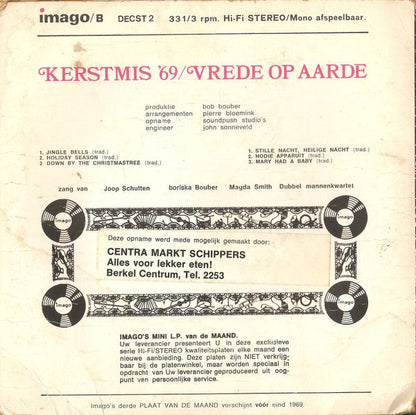 imago/B DECST 2 33 1/3 rpm. Hi-Fi STEREO/Mono afspeelbaar.
KERSTMIS '69/VREDE OP AARDE
produktie bob bouber
arrangementen pierre bloemink
opname soundpush studio's
engineer john sonneveld
1. JINGLE BELLS (trad.)
2. HOLIDAY SEASON (trad.)
3 DOWN BY THE CHRISTMASTREE (trad.)
1. STILLE NACHT, HEILIGE NACHT (trad.)
2. HODIE APPARUIT (trad.)
3. MARY HAD A BABY (trad.)
zang van Joop Schutten boriska Bouber Magda Smith Dubbel mannenkwartet
imago
imago
Deze opname werd mede mogelijk gemaakt door:
CENTRA MARKT SCHIPPERS
Alles voor lekker eten!
Berkel Centrum, Tel. 2253
imago
imago
IMAGO'S MINI L.P. van de MAAND.
Uw leverancier presenteert U in deze exclusieve
serie Hi-Fi/STEREO kwaliteitsplaten elke maand een
nieuwe aanbieding. Deze platen zijn NIET verkrijg-
baar bij de platenwinkel, maar worden speciaal in
opdracht van Uw leverancier geproduceerd uit oog-
punt van persoonlijke service.
Imago's derde PLAAT VAN DE MAAND verschijnt vóór eind 1969.